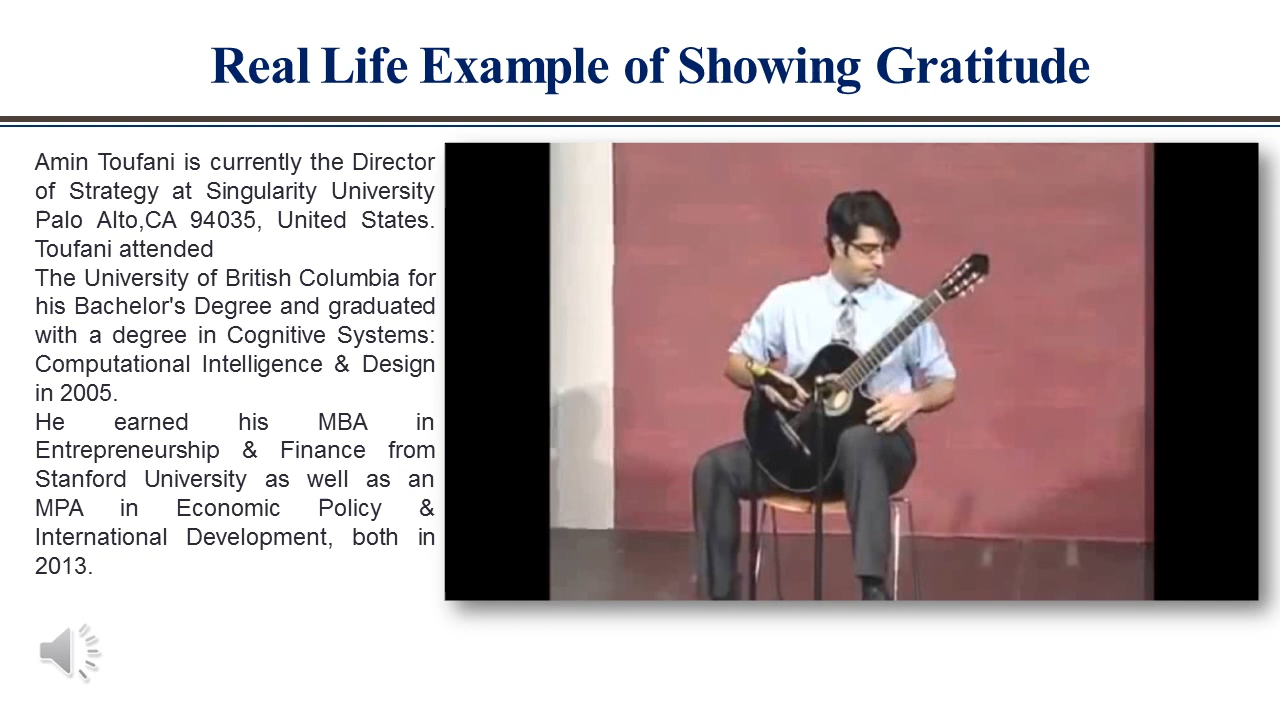 Real Life Example of Showing Gratitude
Amin Toufani is currently the Director
of Strategy at Singularity University
Palo Alto,CA 94035, United States.
Toufani attended
The University of British Columbia for
his Bachelor's Degree and graduated
with a degree in Cognitive Systems:
Computational Intelligence & Design
in 2005.
He earned his MBA in
Entrepreneurship & Finance from
Stanford University as well as an
MPA in Economic Policy &
International Development, both in
2013.